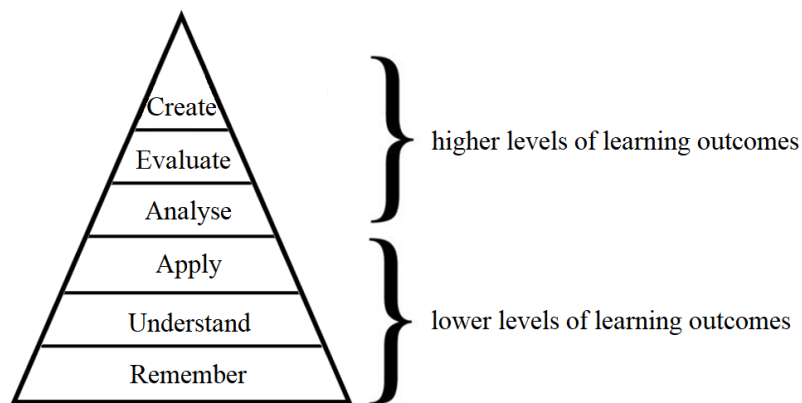 Create
Evaluate
Analyse
Apply
Understand
Remember
higher levels of learning outcomes
lower levels of learning outcomes